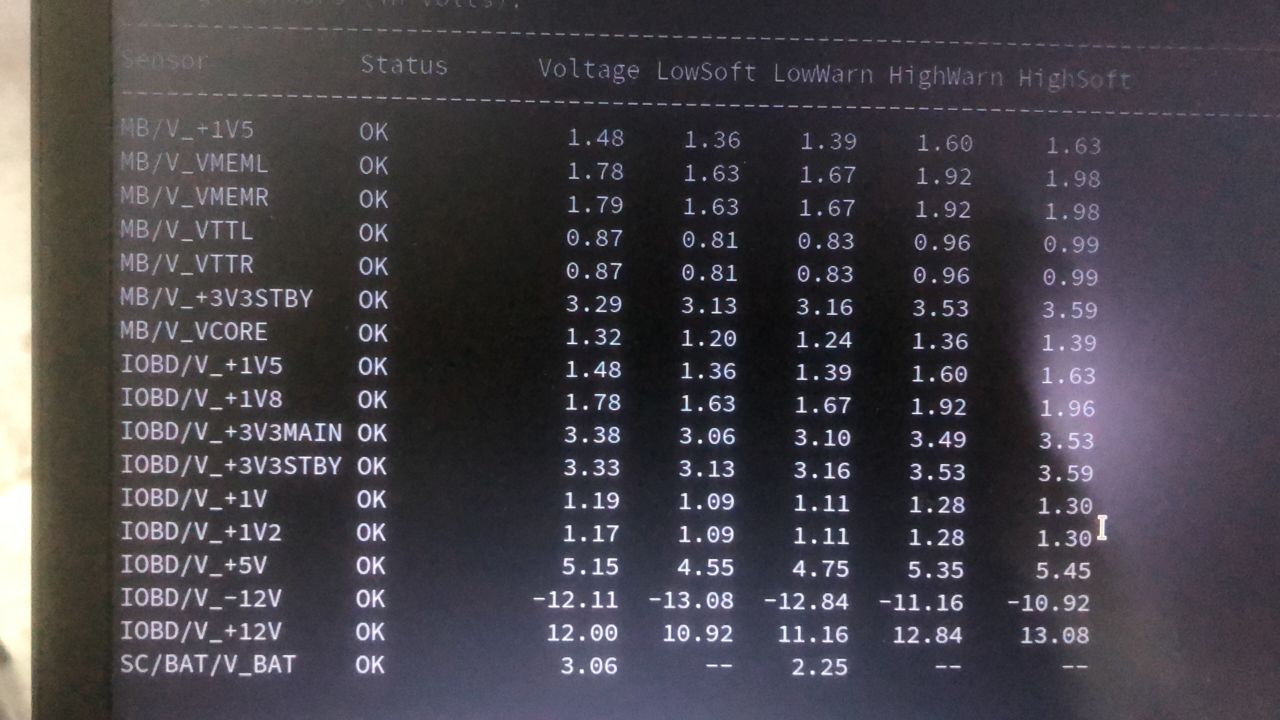 (in volts):
--------------------------------------------------------------------------------
Sensor Status Voltage LowSoft LowWarn HighWarn HighSoft
--------------------------------------------------------------------------------
MB/V_+1V5 OK 1.48 1.36 1.39 1.60 1.63
MB/V_VMEML OK 1.78 1.63 1.67 1.92 1.98
MB/V_VMEMR OK 1.79 1.63 1.67 1.92 1.98
MB/V_VTTL OK 0.87 0.81 0.83 0.96 0.99
MB/V_VTTR OK 0.87 0.81 0.83 0.96 0.99
MB/V_+3V3STBY OK 3.29 3.13 3.16 3.53 3.59
MB/V_VCORE OK 1.32 1.20 1.24 1.36 1.39
IOBD/V_+1V5 OK 1.48 1.36 1.39 1.60 1.63
IOBD/V_+1V8 OK 1.78 1.63 1.67 1.92 1.96
IOBD/V_+3V3MAIN OK 3.38 3.06 3.10 3.49 3.53
IOBD/V_+3V3STBY OK 3.33 3.13 3.16 3.53 3.59
IOBD/V_+1V OK 1.19 1.09 1.11 1.28 1.30
IOBD/V_+1V2 OK 1.17 1.09 1.11 1.28 1.30
IOBD/V_+5V OK 5.15 4.55 4.75 5.35 5.45
IOBD/V_-12V OK -12.11 -13.08 -12.84 -11.16 -10.92
IOBD/V_+12V OK 12.00 10.92 11.16 12.84 13.08
SC/BAT/V_BAT OK 3.06 -- 2.25 -- --